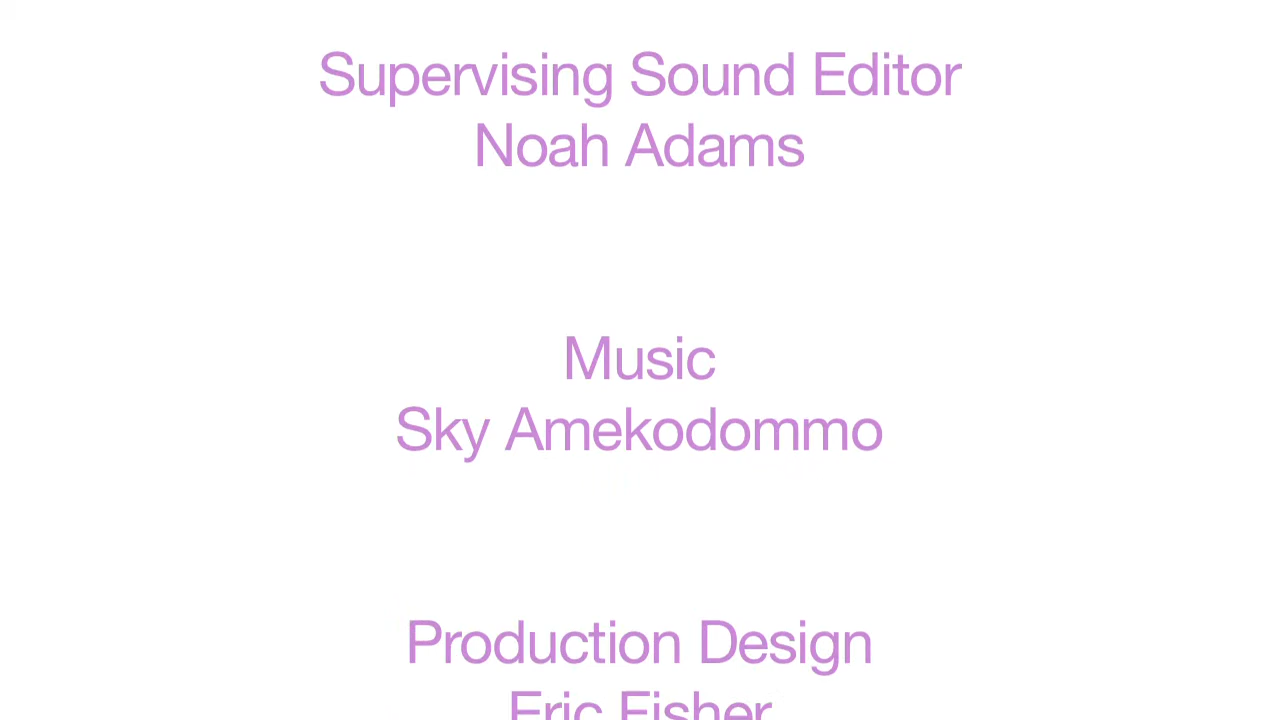 Supervising Sound Editor
Noah Adams
Music
Sky Amekodommo
Production Design
Eric Fisher